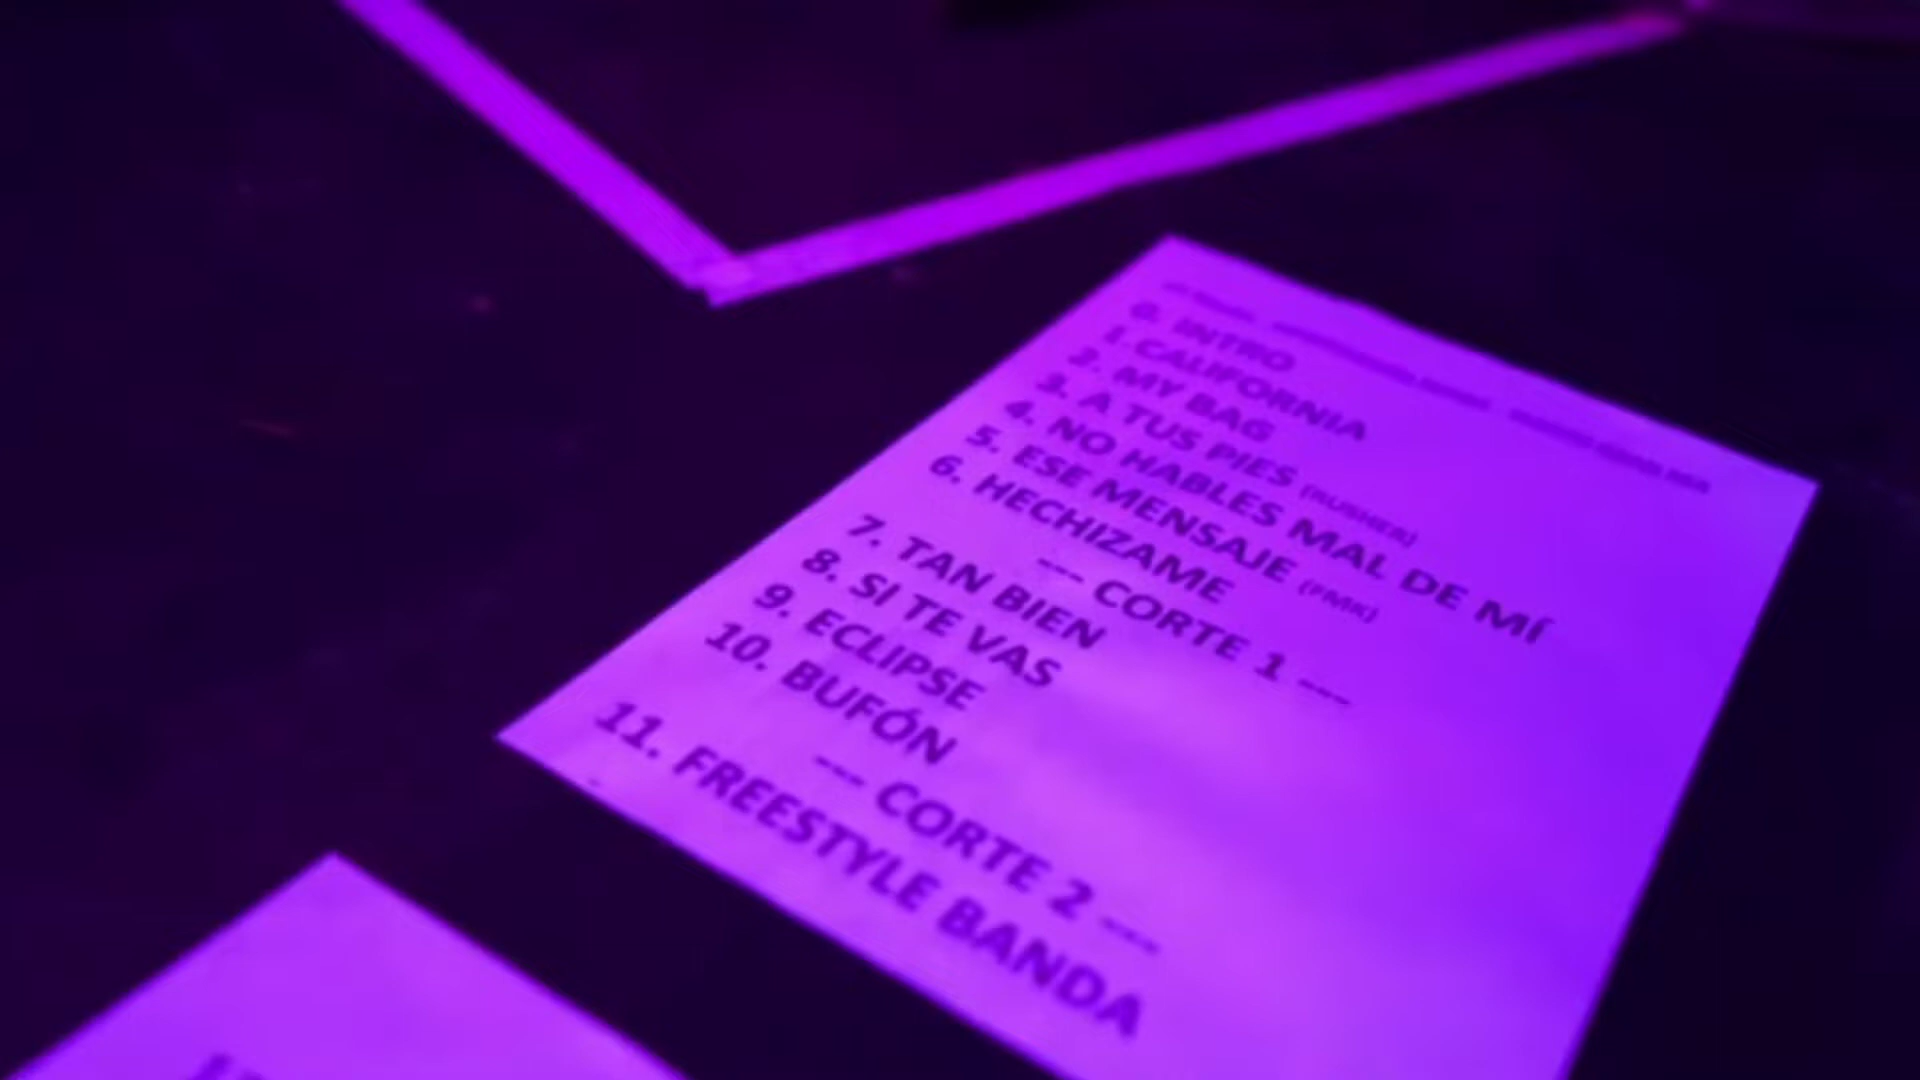 0. INTRO
1. CALIFORNIA
2. MY BAG
3. A TUS PIES (RUSHER)
4. NO HABLES MAL DE MÍ
5. ESE MENSAJE (FMK)
6. HECHIZAME
--- CORTE 1 ---
7. TAN BIEN
8. SI TE VAS
9. ECLIPSE
10. BUFÓN
--- CORTE 2 ---
11. FREESTYLE BANDA